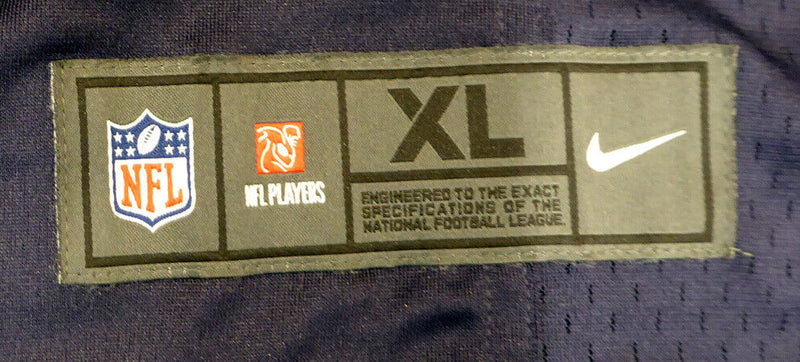 NFL
NFL PLAYERS
XL
ENGINEERED TO THE EXACT
SPECIFICATIONS OF THE
NATIONAL FOOTBALL LEAGUE.